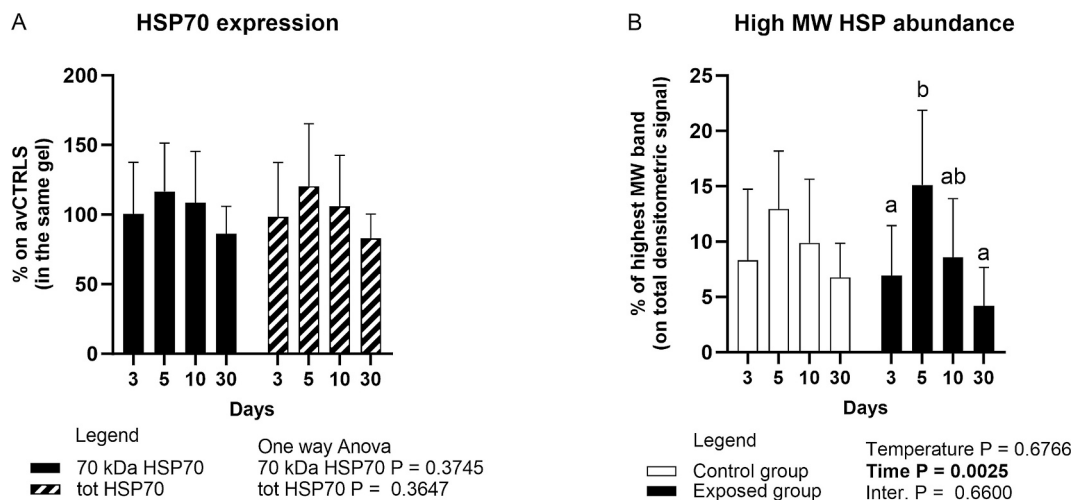 A
HSP70 expression
% on avCTRLS
(in the same gel)
200
150
100
50
0
3 5 10 30 3 5 10 30
Days
Legend
70 kDa HSP70
tot HSP70
One way Anova
70 kDa HSP70 P = 0.3745
tot HSP70 P = 0.3647
B
High MW HSP abundance
% of highest MW band
(on total densitometric signal)
25
20
15
10
5
0
a b ab a
3 5 10 30 3 5 10 30
Days
Legend
Control group
Exposed group
Temperature P = 0.6766
Time P = 0.0025
Inter. P = 0.6600